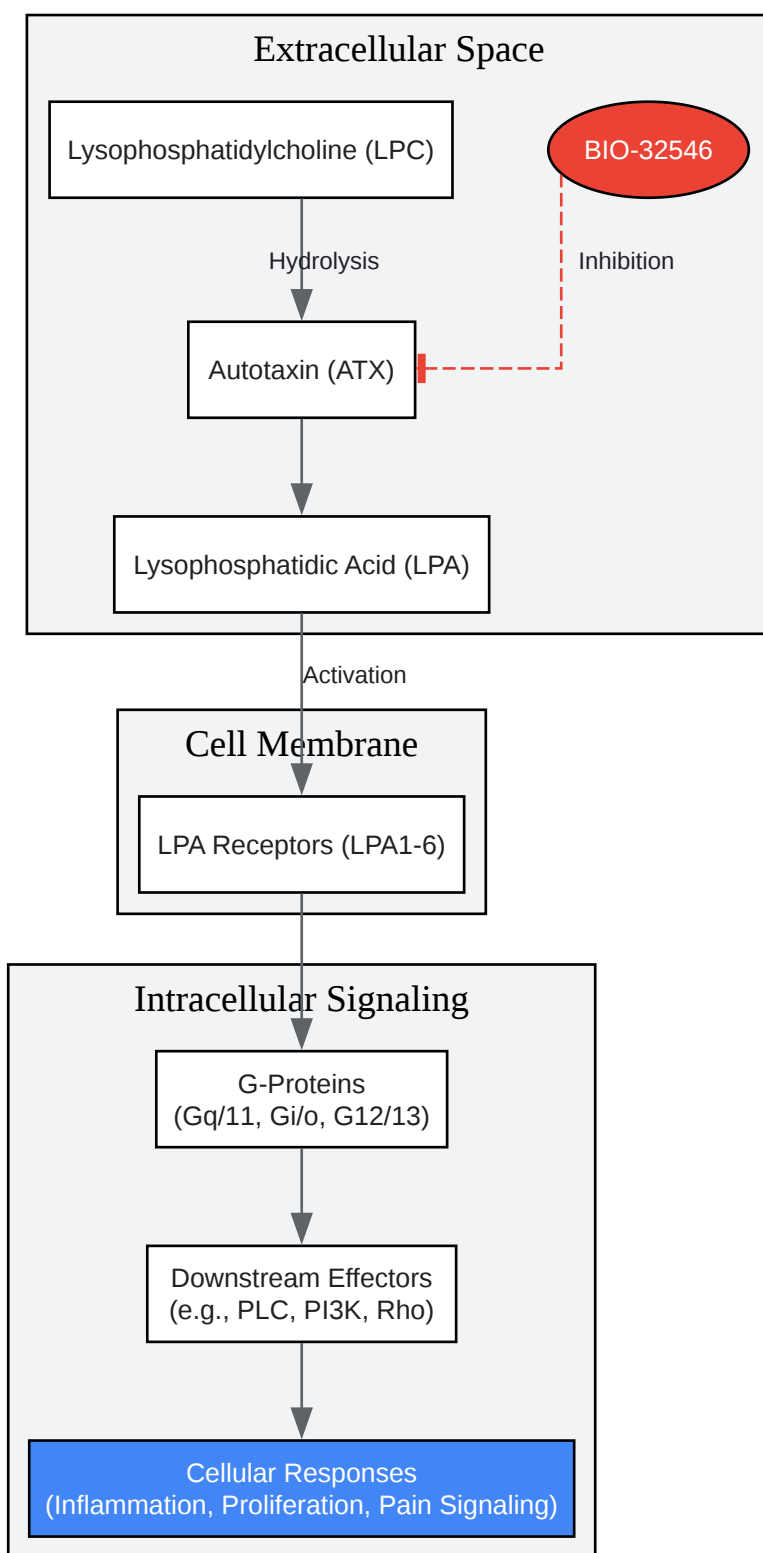 Extracellular Space
Lysophosphatidylcholine (LPC)
BIO-32546
Hydrolysis
Inhibition
Autotaxin (ATX)
Lysophosphatidic Acid (LPA)
Activation
Cell Membrane
LPA Receptors (LPA1-6)
Intracellular Signaling
G-Proteins
(Gq/11, Gi/o, G12/13)
Downstream Effectors
(e.g., PLC, PI3K, Rho)
Cellular Responses
(Inflammation, Proliferation, Pain Signaling)